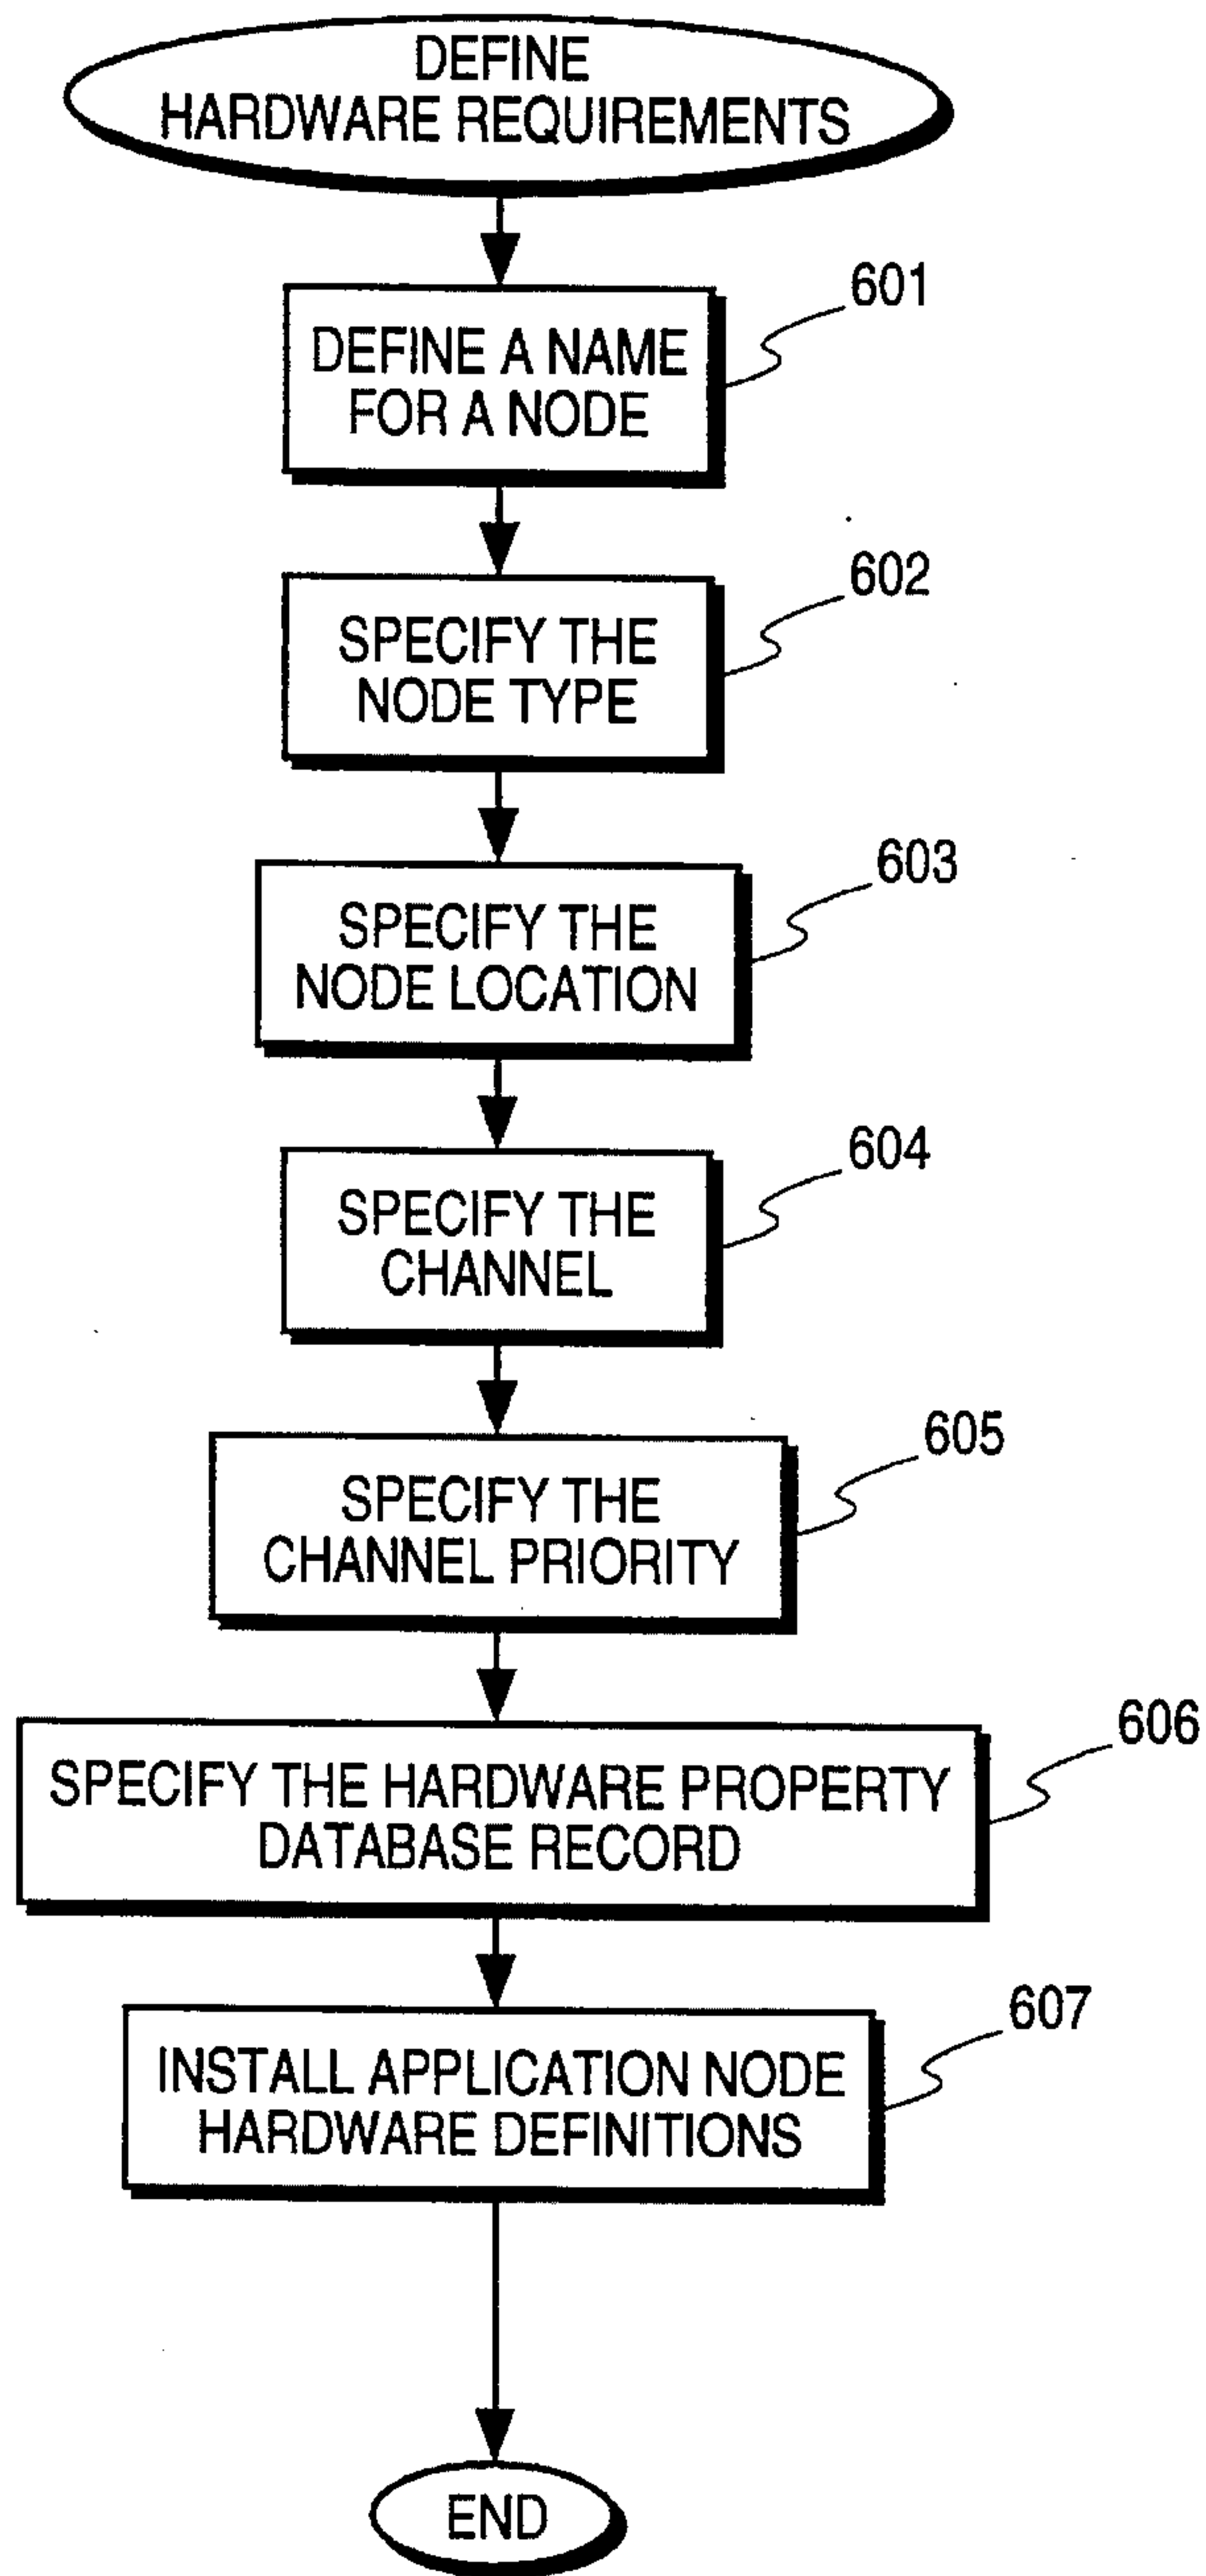 DEFINE
HARDWARE REQUIREMENTS
601
DEFINE A NAME
FOR A NODE
602
SPECIFY THE
NODE TYPE
603
SPECIFY THE
NODE LOCATION
604
SPECIFY THE
CHANNEL
605
SPECIFY THE
CHANNEL PRIORITY
606
SPECIFY THE HARDWARE PROPERTY
DATABASE RECORD
607
INSTALL APPLICATION NODE
HARDWARE DEFINITIONS
END